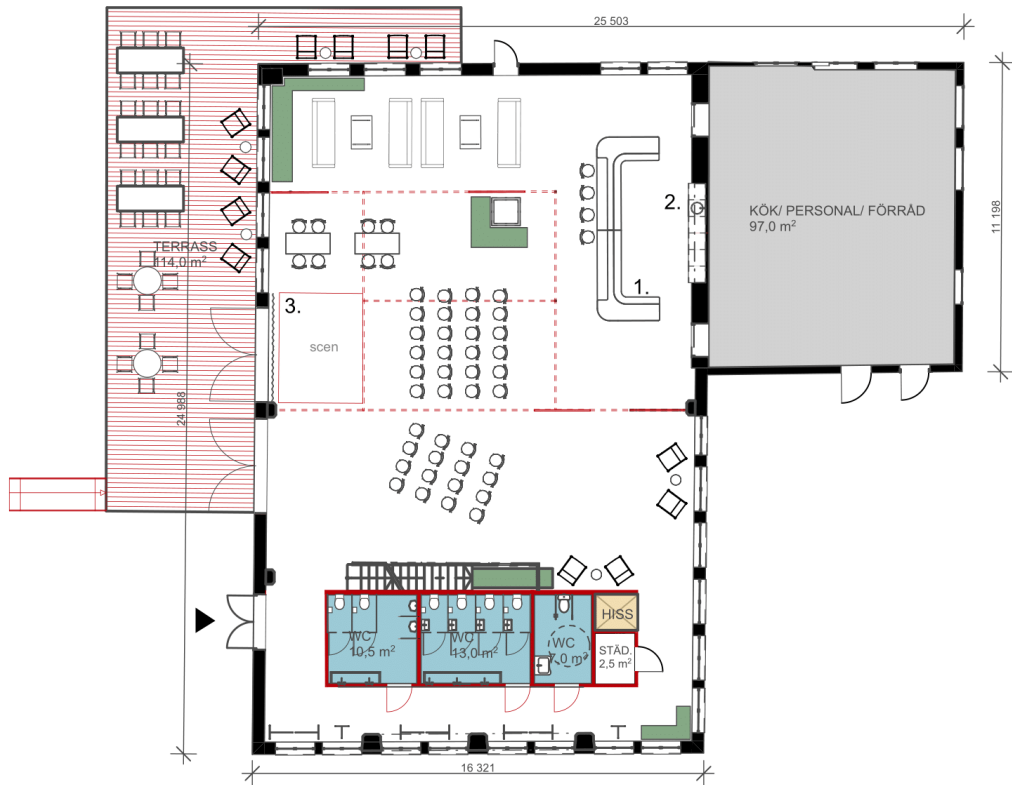 25 503
TERRASS
114,0 m²
24 988
3.
scen
1.
2.
KÖK/ PERSONAL/ FÖRRÅD
97,0 m²
11 198
WC
10,5 m²
WC
13,0 m²
WC
7,0 m²
HISS
STÄD.
2,5 m²
16 321